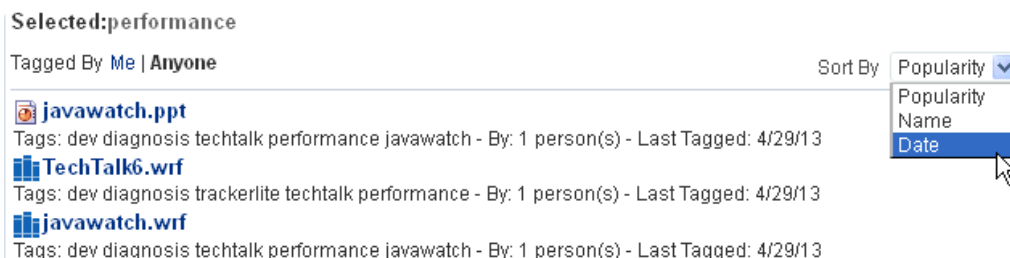 Selected:performance
Tagged By Me | Anyone
Sort By Popularity
Popularity
Name
Date
javawatch.ppt
Tags: dev diagnosis techtalk performance javawatch - By: 1 person(s) - Last Tagged: 4/29/13
TechTalk6.wrf
Tags: dev diagnosis trackerlite techtalk performance - By: 1 person(s) - Last Tagged: 4/29/13
javawatch.wrf
Tags: dev diagnosis techtalk performance javawatch - By: 1 person(s) - Last Tagged: 4/29/13